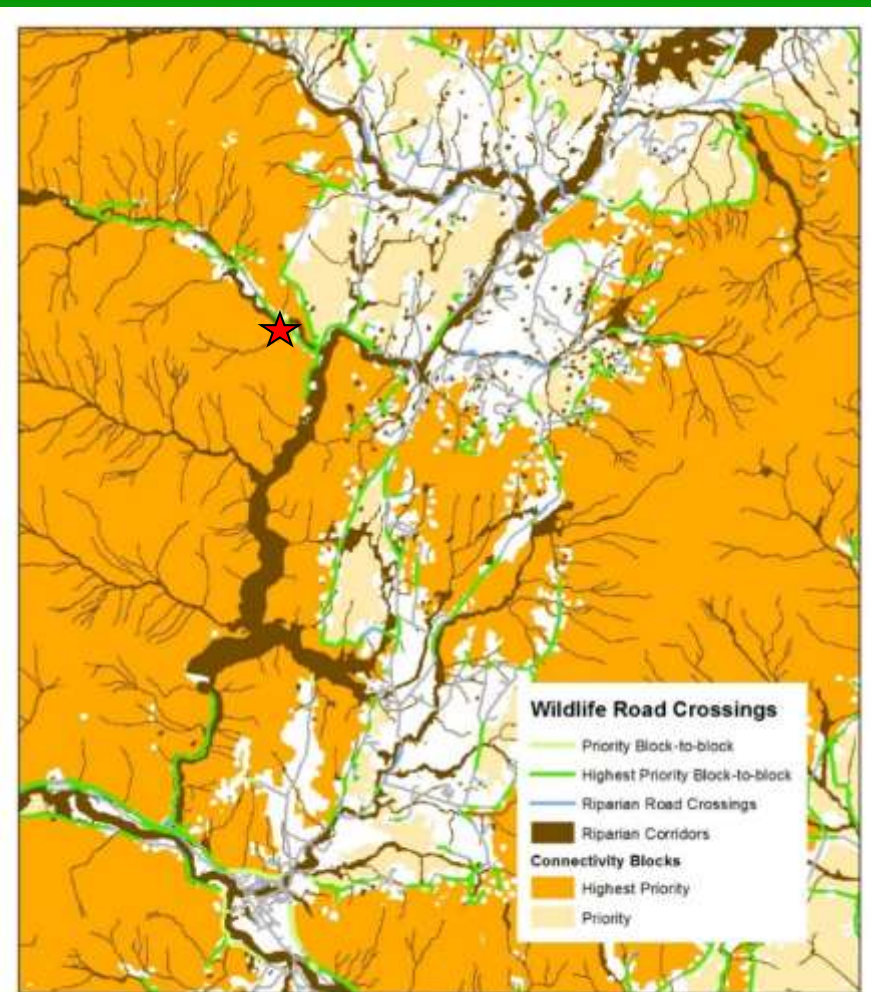 Wildlife Road Crossings
Priority Block-to-block
Highest Priority Block-to-block
Riparian Road Crossings
Riparian Corridors
Connectivity Blocks
Highest Priority
Priority